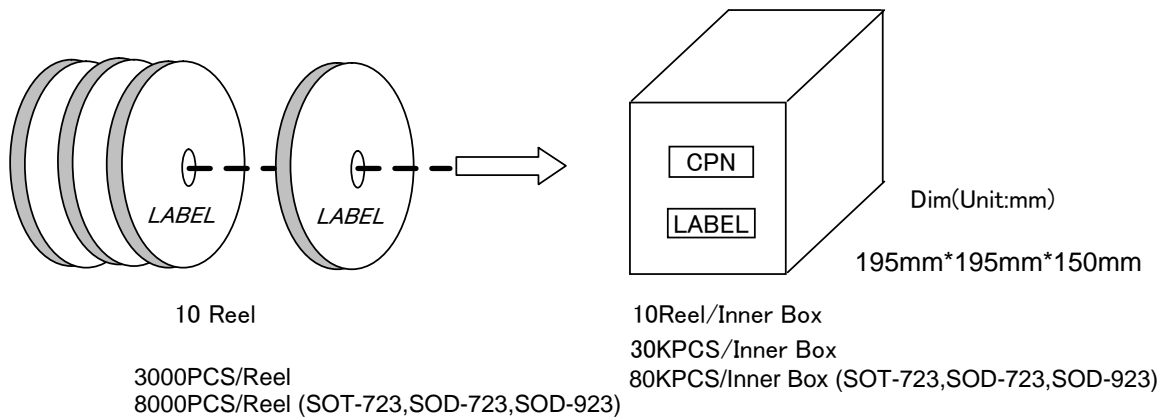 LABEL
LABEL
CPN
LABEL
Dim(Unit:mm)
195mm*195mm*150mm
10 Reel
3000PCS/Reel
8000PCS/Reel (SOT-723,SOD-723,SOD-923)
10Reel/Inner Box
30KPCS/Inner Box
80KPCS/Inner Box (SOT-723,SOD-723,SOD-923)